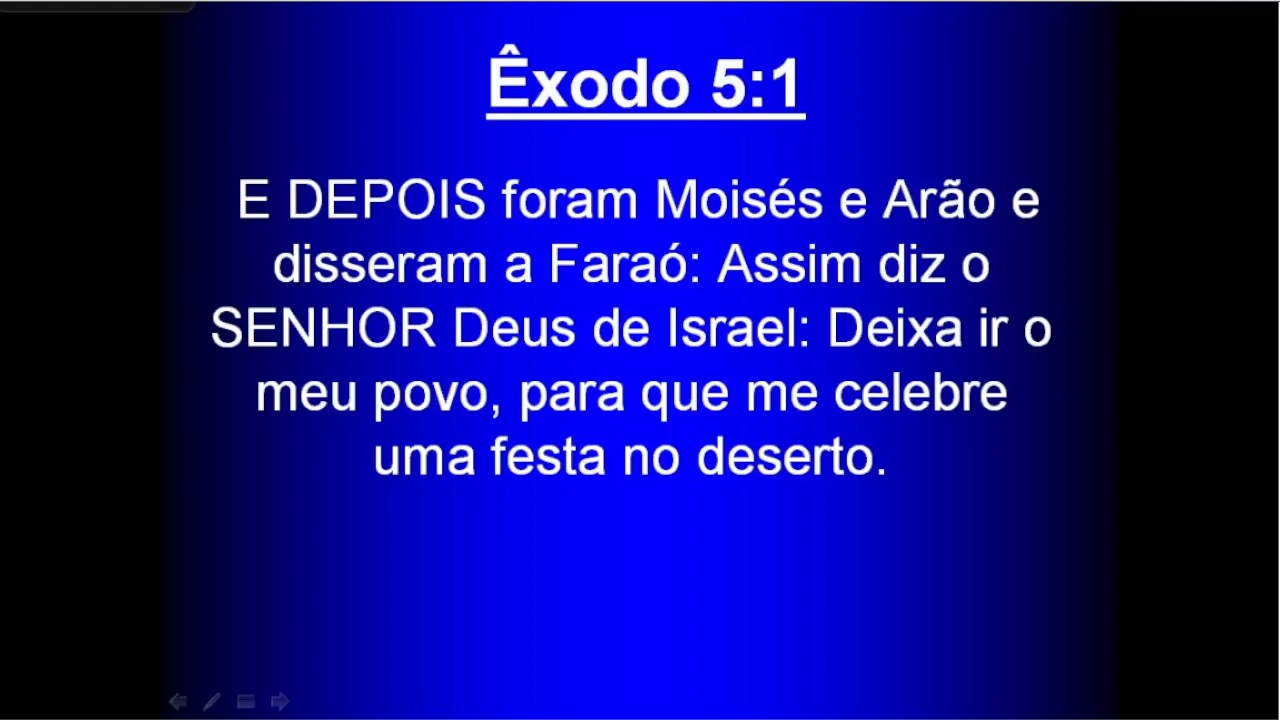 Êxodo 5:1
E DEPOIS foram Moisés e Arão e
disseram a Faraó: Assim diz o
SENHOR Deus de Israel: Deixa ir o
meu povo, para que me celebre
uma festa no deserto.